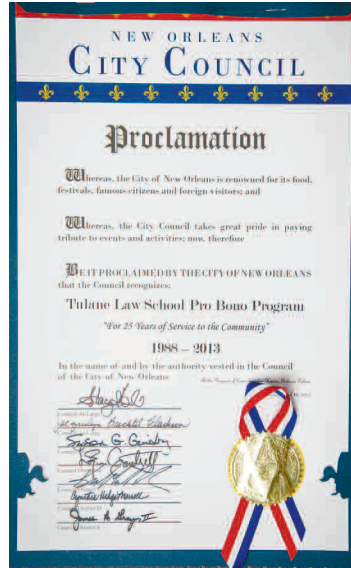 NEW ORLEANS
CITY COUNCIL
Proclamation
Whereas, the City of New Orleans is renowned for its food,
festivals, famous citizens and foreign visitors; and
Whereas, the City Council takes great pride in paying
tribute to events and activities; now, therefore
BE IT PROCLAIMED BY THE CITY OF NEW ORLEANS
that the Council recognizes:
Tulane Law School Pro Bono Program
"For 25 Years of Service to the Community"
1988 – 2013
In the name of and by the authority vested in the Council
of the City of New Orleans
Susan G. Guidry